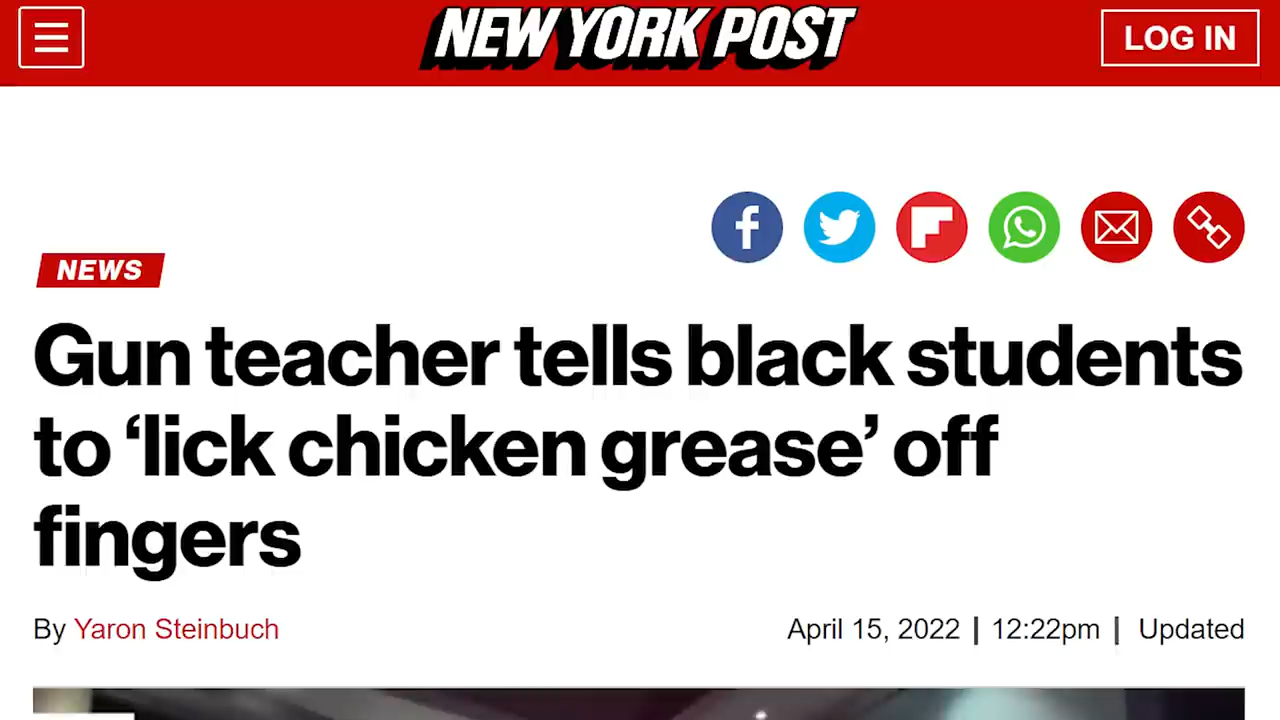 NEW YORK POST
LOG IN
NEWS
Gun teacher tells black students
to ‘lick chicken grease’ off
fingers
By Yaron Steinbuch
April 15, 2022 | 12:22pm | Updated